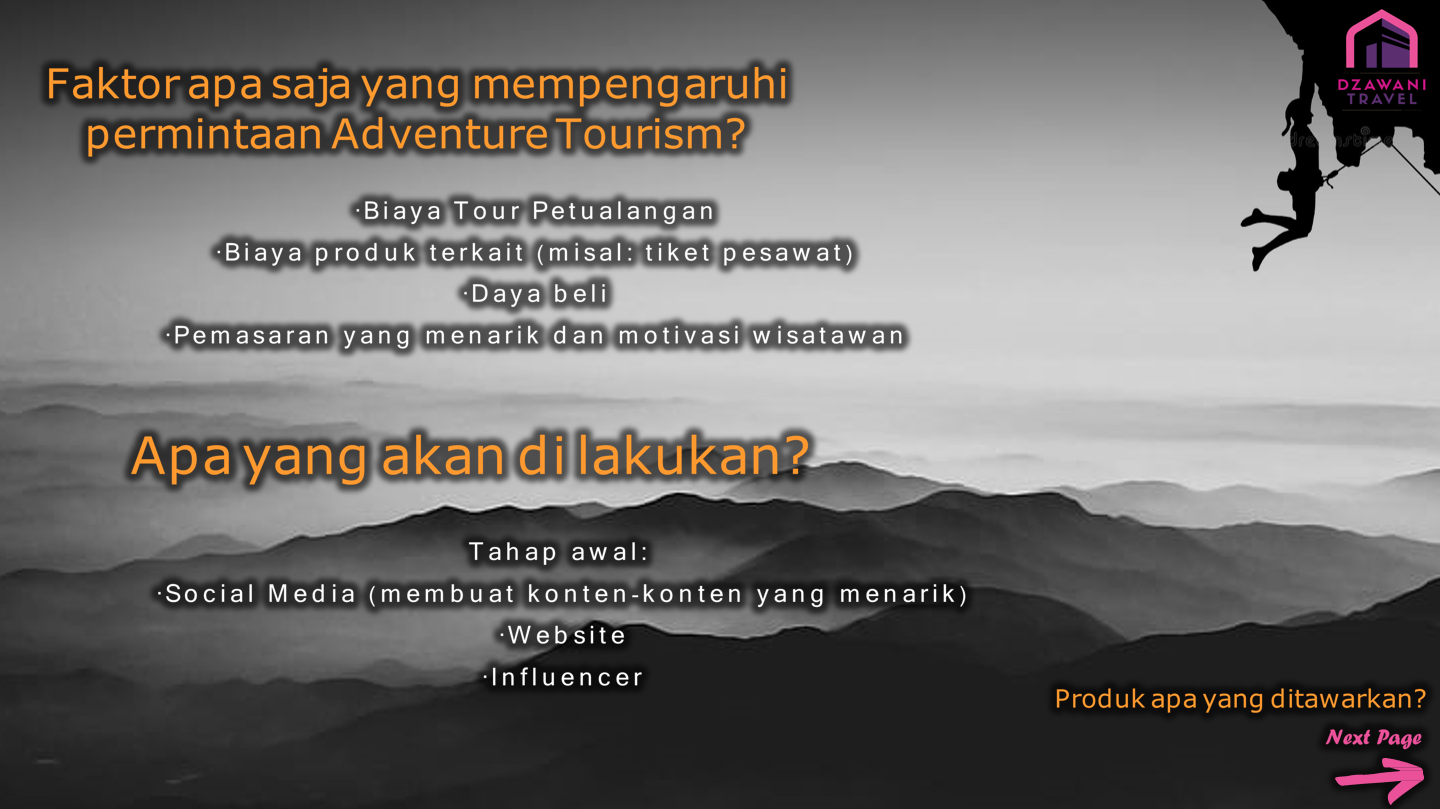 DZAWANI
TRAVEL
Faktor apa saja yang mempengaruhi
permintaan Adventure Tourism?
·Biaya Tour Petualangan
·Biaya produk terkait (misal: tiket pesawat)
·Daya beli
·Pemasaran yang menarik dan motivasi wisatawan
Apa yang akan di lakukan?
Tahap awal:
·Social Media (membuat konten-konten yang menarik)
·Website
·Influencer
Produk apa yang ditawarkan?
Next Page